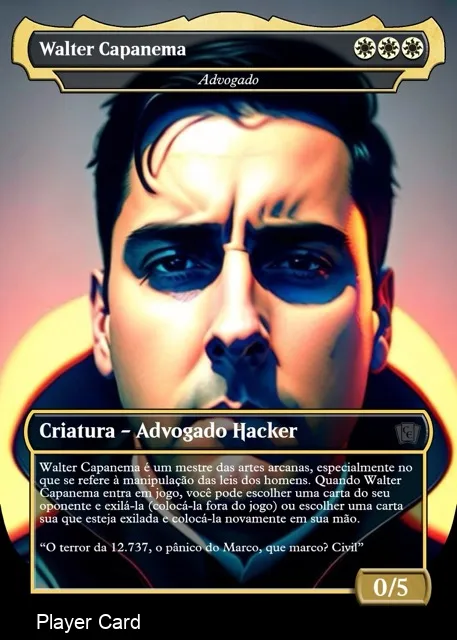 Walter Capanema
Advogado
Criatura – Advogado Hacker
Walter Capanema é um mestre das artes arcanas, especialmente no
que se refere à manipulação das leis dos homens. Quando Walter
Capanema entra em jogo, você pode escolher uma carta do seu
oponente e exilá-la (colocá-la fora do jogo) ou escolher uma carta
sua que esteja exilada e colocá-la novamente em sua mão.
“O terror da 12.737, o pânico do Marco, que marco? Civil”
0/5
Player Card